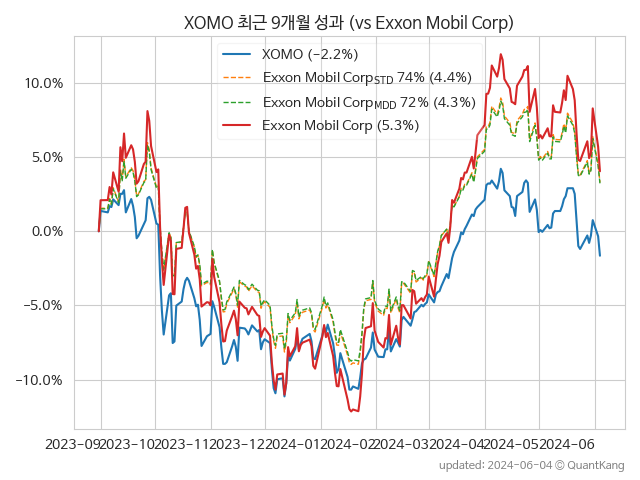 XOMO 최근 9개월 성과 (vs Exxon Mobil Corp)
XOMO (−2.2%)
Exxon Mobil CorpSTD 74% (4.4%)
Exxon Mobil CorpMDD 72% (4.3%)
Exxon Mobil Corp (5.3%)
10.0%
5.0%
0.0%
−5.0%
−10.0%
2023-09 2023-10 2023-11 2023-12 2024-01 2024-02 2024-03 2024-04 2024-05 2024-06
updated: 2024-06-04 © QuantKang